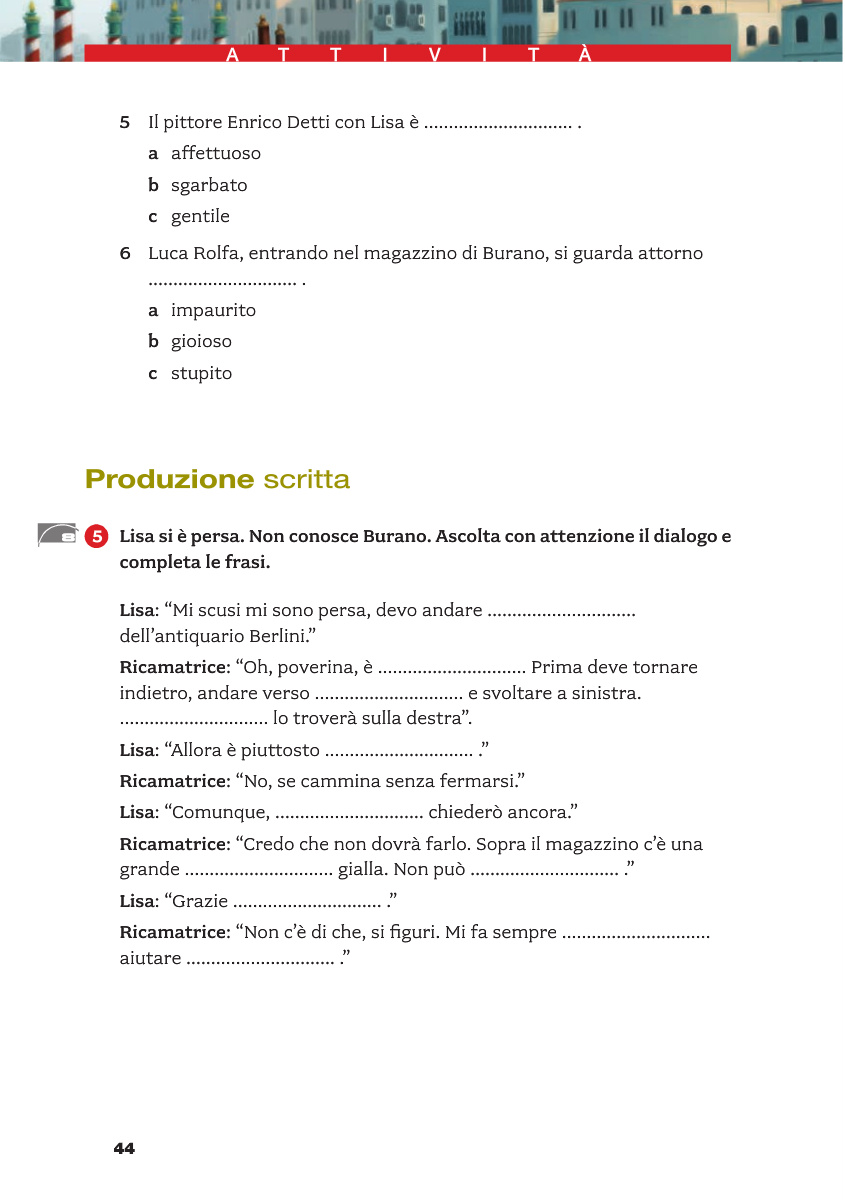 ATTIVITÀ
5 Il pittore Enrico Detti con Lisa è .............................. .
a affettuoso
b sgarbato
c gentile
6 Luca Rolfa, entrando nel magazzino di Burano, si guarda attorno
.............................. .
a impaurito
b gioioso
c stupito
Produzione scritta
5 Lisa si è persa. Non conosce Burano. Ascolta con attenzione il dialogo e
completa le frasi.
Lisa: “Mi scusi mi sono persa, devo andare ..............................
dell’antiquario Berlini.”
Ricamatrice: “Oh, poverina, è .............................. Prima deve tornare
indietro, andare verso .............................. e svoltare a sinistra.
.............................. lo troverà sulla destra”.
Lisa: “Allora è piuttosto .............................. .”
Ricamatrice: “No, se cammina senza fermarsi.”
Lisa: “Comunque, .............................. chiederò ancora.”
Ricamatrice: “Credo che non dovrà farlo. Sopra il magazzino c’è una
grande .............................. gialla. Non può .............................. .”
Lisa: “Grazie .............................. .”
Ricamatrice: “Non c’è di che, si figuri. Mi fa sempre ..............................
aiutare .............................. .”
44